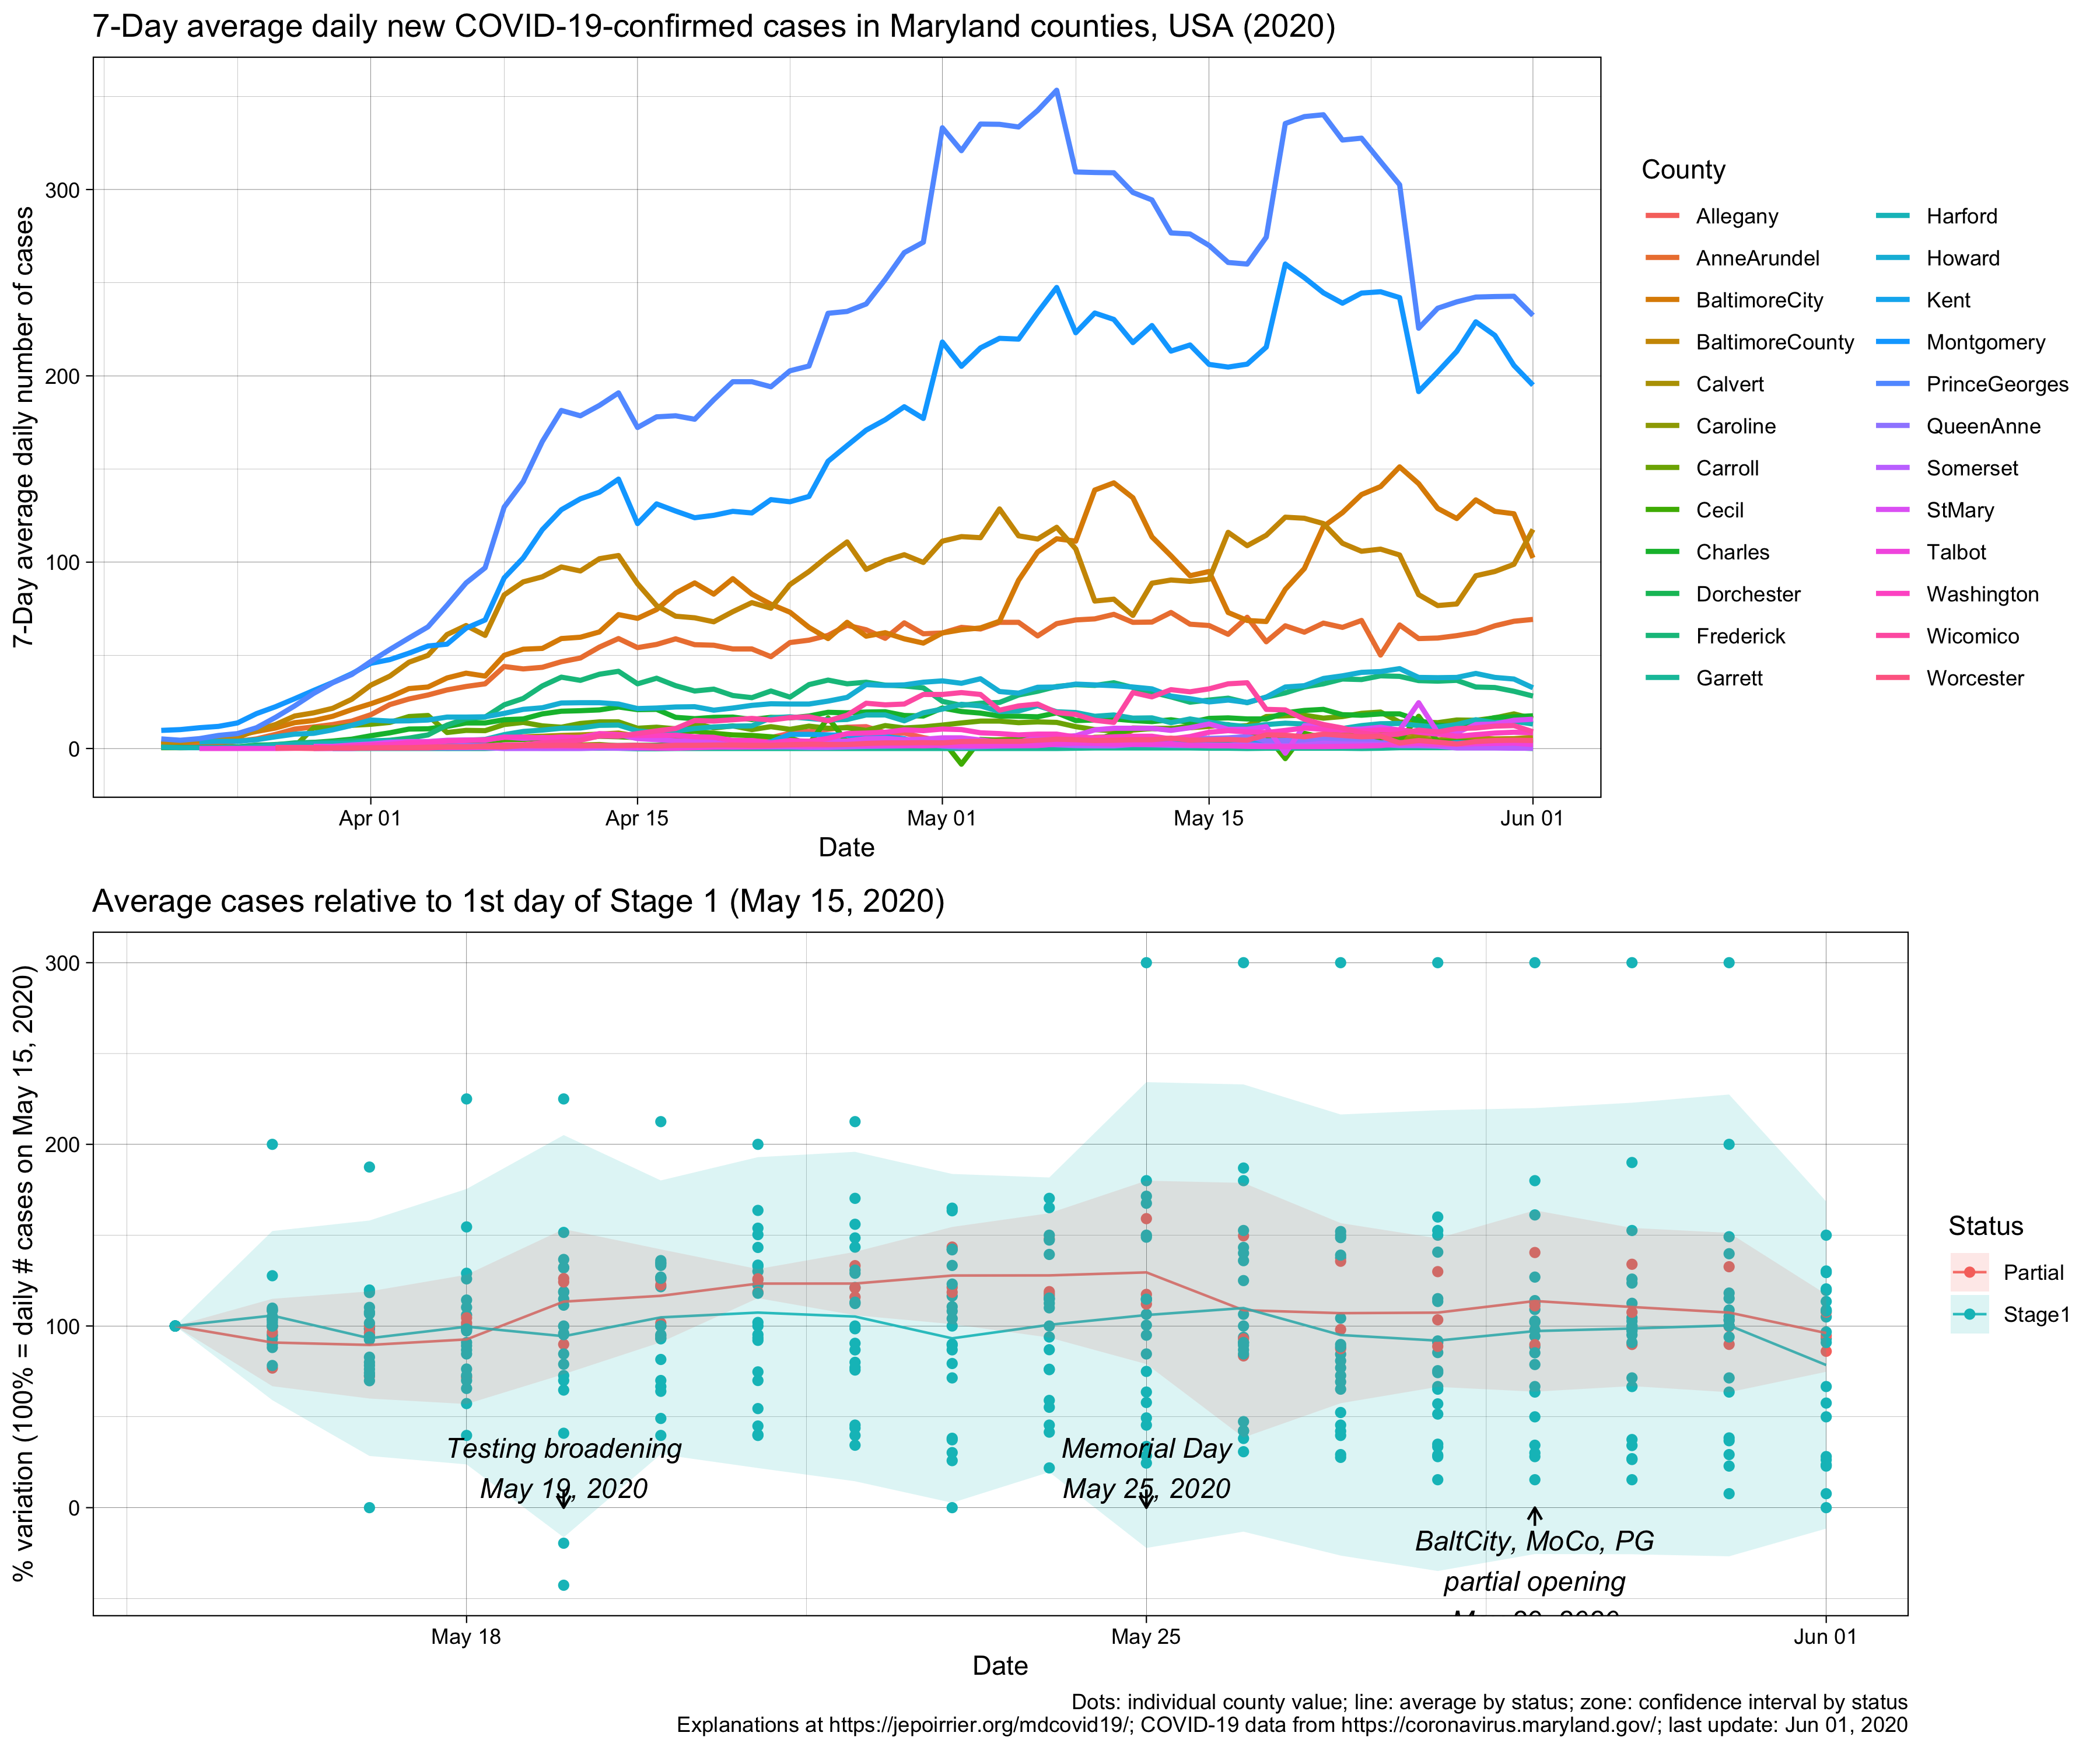 7-Day average daily new COVID-19-confirmed cases in Maryland counties, USA (2020)
7-Day average daily number of cases
300
200
100
0
Apr 01
Apr 15
May 01
May 15
Jun 01
Date
County
Allegany
AnneArundel
BaltimoreCity
BaltimoreCounty
Calvert
Caroline
Carroll
Cecil
Charles
Dorchester
Frederick
Garrett
Harford
Howard
Kent
Montgomery
PrinceGeorges
QueenAnne
Somerset
StMary
Talbot
Washington
Wicomico
Worcester
Average cases relative to 1st day of Stage 1 (May 15, 2020)
% variation (100% = daily # cases on May 15, 2020)
300
200
100
0
Testing broadening
May 19, 2020
Memorial Day
May 25, 2020
BaltCity, MoCo, PG
partial opening
May 18
May 25
Jun 01
Date
Status
Partial
Stage1
Dots: individual county value; line: average by status; zone: confidence interval by status
Explanations at https://jepoirrier.org/mdcovid19/; COVID-19 data from https://coronavirus.maryland.gov/; last update: Jun 01, 2020